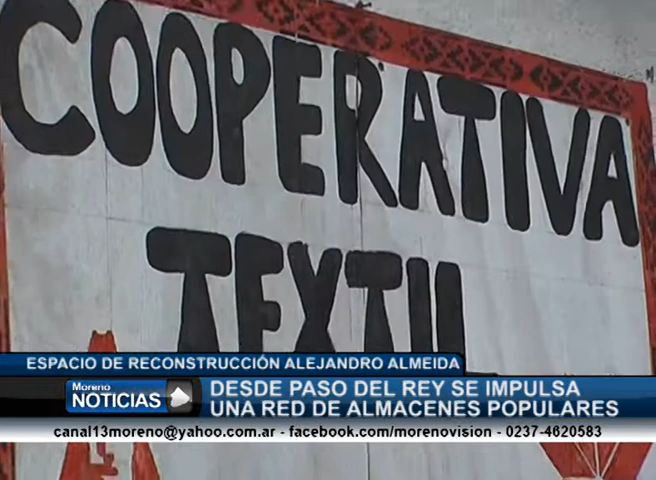 COOPERATIVA
TEXTIL
ESPACIO DE RECONSTRUCCIÓN ALEJANDRO ALMEIDA
Moreno
NOTICIAS
DESDE PASO DEL REY SE IMPULSA
UNA RED DE ALMACENES POPULARES
canal13moreno@yahoo.com.ar - facebook.com/morenovision - 0237-4620583